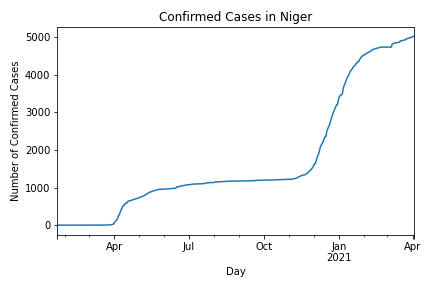 Confirmed Cases in Niger
Number of Confirmed Cases
5000
4000
3000
2000
1000
0
Apr
Jul
Oct
Jan
2021
Apr
Day